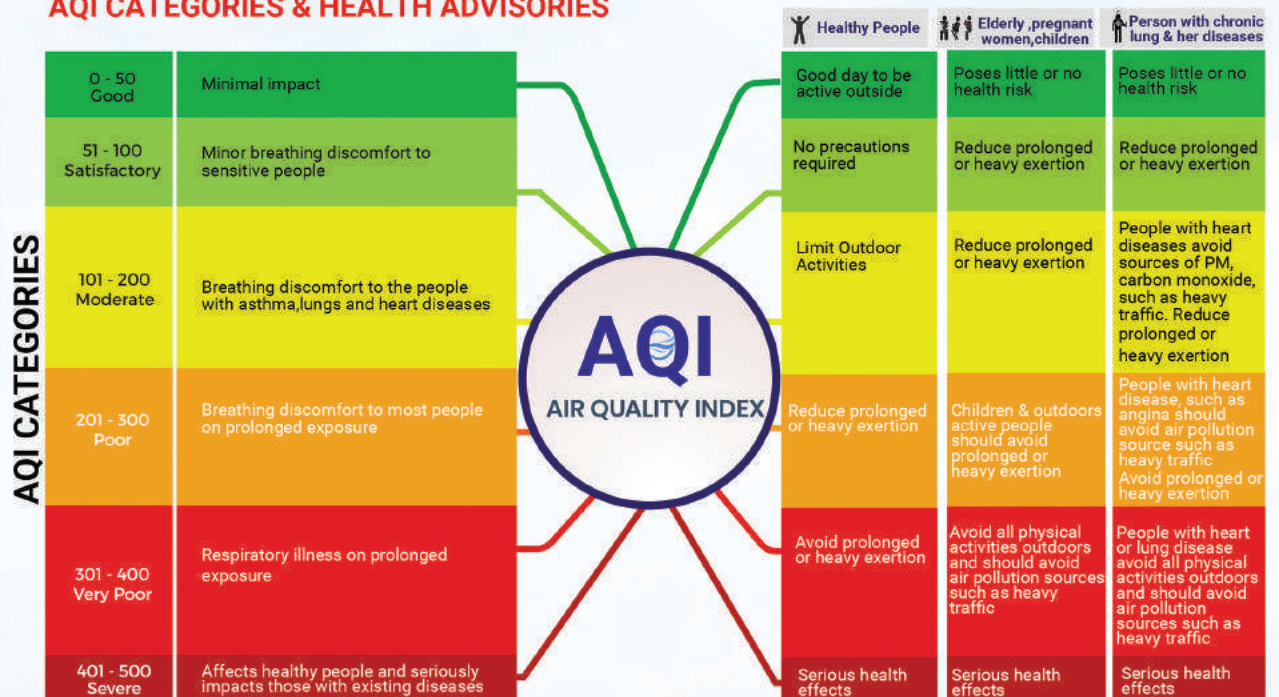 AQI CATEGORIES & HEALTH ADVISORIES
Healthy People
Elderly ,pregnant
women,children
Person with chronic
lung & her diseases
AQI CATEGORIES
0 - 50
Good
Minimal impact
Good day to be
active outside
Poses little or no
health risk
Poses little or no
health risk
51 - 100
Satisfactory
Minor breathing discomfort to
sensitive people
No precautions
required
Reduce prolonged
or heavy exertion
Reduce prolonged
or heavy exertion
101 - 200
Moderate
Breathing discomfort to the people
with asthma,lungs and heart diseases
Limit Outdoor
Activities
Reduce prolonged
or heavy exertion
People with heart
diseases avoid
sources of PM,
carbon monoxide,
such as heavy
traffic. Reduce
prolonged or
heavy exertion
AQI
AIR QUALITY INDEX
201 - 300
Poor
Breathing discomfort to most people
on prolonged exposure
Reduce prolonged
or heavy exertion
Children & outdoors
active people
should avoid
prolonged or
heavy exertion
People with heart
disease, such as
angina should
avoid air pollution
source such as
heavy traffic
Avoid prolonged or
heavy exertion
301 - 400
Very Poor
Respiratory illness on prolonged
exposure
Avoid prolonged
or heavy exertion
Avoid all physical
activities outdoors
and should avoid
air pollution sources
such as heavy
traffic
People with heart
or lung disease
avoid all physical
activities outdoors
and should avoid
air pollution
sources such as
heavy traffic
401 - 500
Severe
Affects healthy people and seriously
impacts those with existing diseases
Serious health
effects
Serious health
effects
Serious health
effects